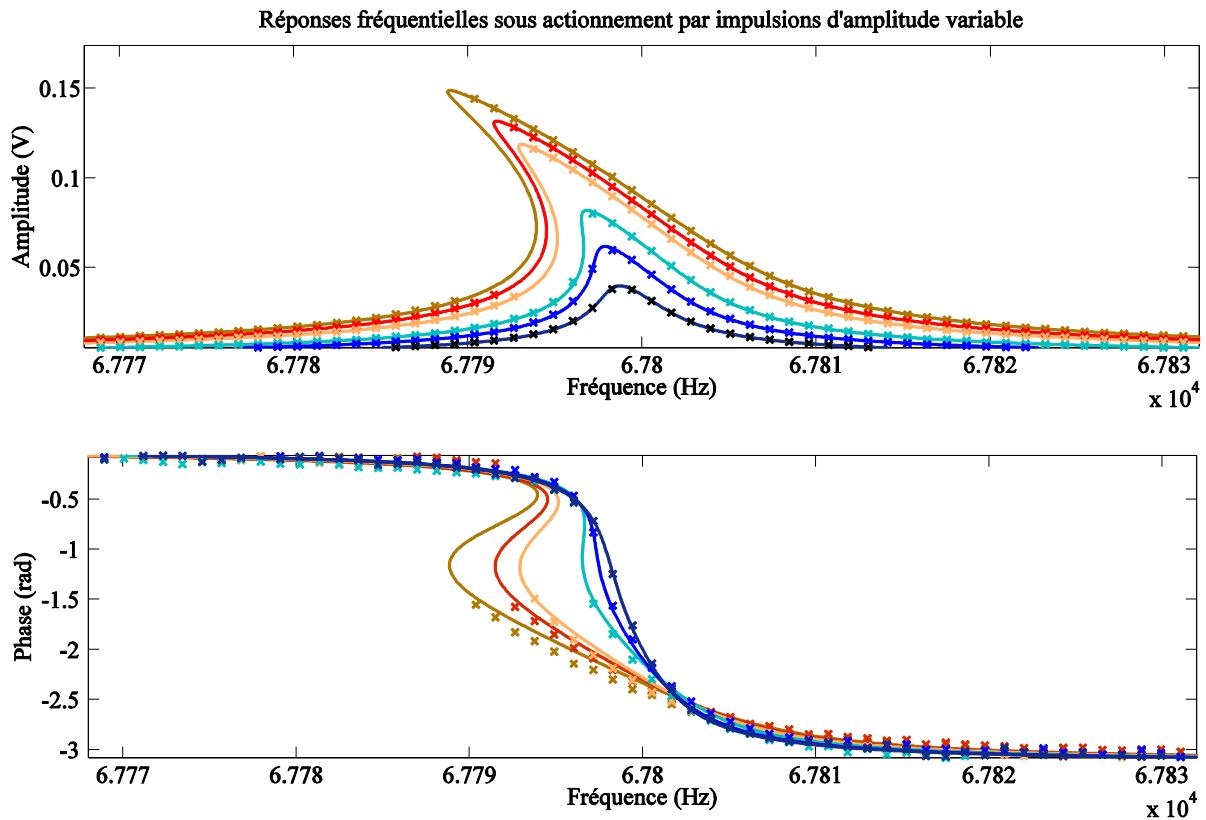 Réponses fréquentielles sous actionnement par impulsions d'amplitude variable
0.15
0.1
0.05
Amplitude (V)
6.777 6.778 6.779 6.78 6.781 6.782 6.783
Fréquence (Hz)
x 10^4
-0.5
-1
-1.5
-2
-2.5
-3
Phase (rad)
6.777 6.778 6.779 6.78 6.781 6.782 6.783
Fréquence (Hz)
x 10^4